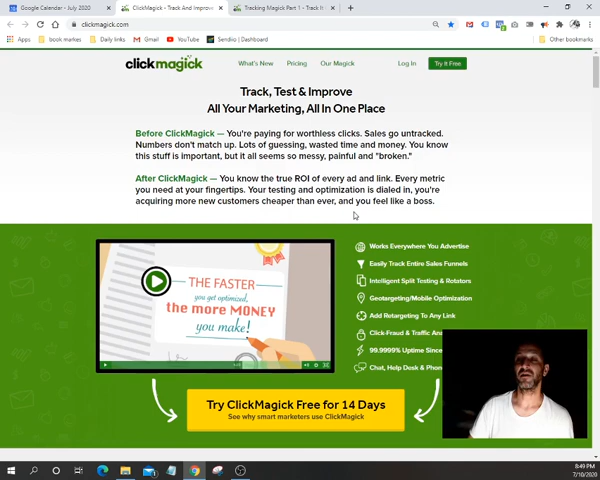 Google Calendar - July 2020
ClickMagick - Track And Improve
Tracking Magick Part 1 - Track It
clickmagick.com
Apps
book markes
Daily links
Gmail
YouTube
Sendiio | Dashboard
Other bookmarks
clickmagick
What's New
Pricing
Our Magick
Log In
Try It Free!
Track, Test & Improve
All Your Marketing, All In One Place
Before ClickMagick — You're paying for worthless clicks. Sales go untracked.
Numbers don't match up. Lots of guessing, wasted time and money. You know
this stuff is important, but it all seems so messy, painful and "broken."
After ClickMagick — You know the true ROI of every ad and link. Every metric
you need at your fingertips. Your testing and optimization is dialed in, you're
acquiring more new customers cheaper than ever, and you feel like a boss.
THE FASTER
you get optimized,
the more MONEY
you make!
Works Everywhere You Advertise
Easily Track Entire Sales Funnels
Intelligent Split Testing & Rotators
Geotargeting/Mobile Optimization
Add Retargeting To Any Link
Click-Fraud & Traffic An
99.9999% Uptime Since
Chat, Help Desk & Phon
Try ClickMagick Free for 14 Days
See why smart marketers use ClickMagick
8:49 PM
7/10/2020